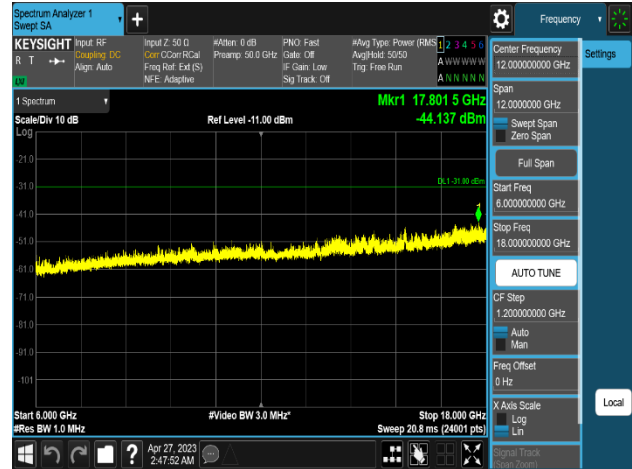 Spectrum Analyzer 1
Swept SA
+
Frequency
KEYSIGHT
R T
LNI
Input: RF
Coupling: DC
Align: Auto
Input Z: 50 Ω
Corr CCorr RCal
Freq Ref: Ext (S)
NFE: Adaptive
#Atten: 0 dB
Preamp: 50.0 GHz
PNO: Fast
Gate: Off
IF Gain: Low
Sig Track: Off
#Avg Type: Power (RMS
Avg|Hold: 50/50
Trig: Free Run
1 2 3 4 5 6
A W W W W W
A N N N N N
1 Spectrum
Scale/Div 10 dB
Log
Ref Level -11.00 dBm
Mkr1 17.801 5 GHz
-44.137 dBm
DL1 -31.00 dBm
1
-21.0
-31.0
-41.0
-51.0
-61.0
-71.0
-81.0
-91.0
-101
Start 6.000 GHz
#Res BW 1.0 MHz
#Video BW 3.0 MHz*
Stop 18.000 GHz
Sweep 20.8 ms (24001 pts)
Center Frequency
12.000000000 GHz
Span
12.0000000 GHz
Swept Span
Zero Span
Full Span
Start Freq
6.000000000 GHz
Stop Freq
18.000000000 GHz
AUTO TUNE
CF Step
1.200000000 GHz
Auto
Man
Freq Offset
0 Hz
X Axis Scale
Log
Lin
Signal Track
(Span Zoom)
Settings
Local
?
Apr 27, 2023
2:47:52 AM